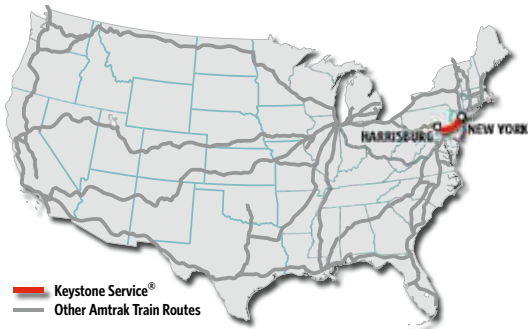 HARRISBURG
NEW YORK
Keystone Service®
Other Amtrak Train Routes